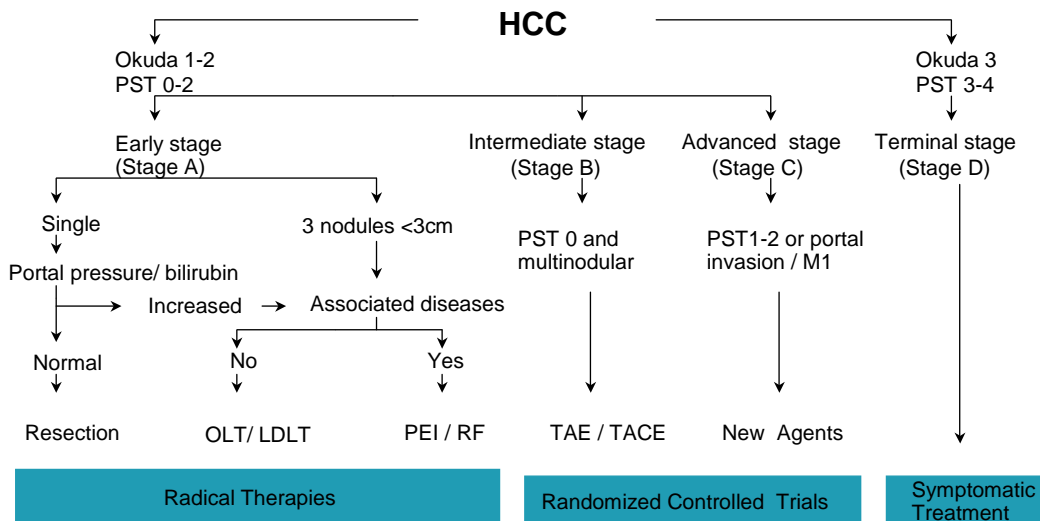 HCC
Okuda 1-2
PST 0-2
Okuda 3
PST 3-4
Early stage
(Stage A)
Intermediate stage
(Stage B)
Advanced stage
(Stage C)
Terminal stage
(Stage D)
Single
3 nodules <3cm
PST 0 and
multinodular
PST1-2 or portal
invasion / M1
Portal pressure/ bilirubin
Increased
Associated diseases
Normal
No
Yes
Resection
OLT/ LDLT
PEI / RF
TAE / TACE
New Agents
Radical Therapies
Randomized Controlled Trials
Symptomatic
Treatment